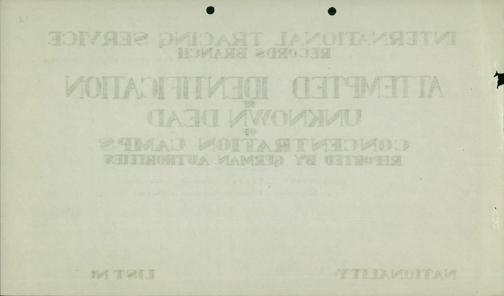 INTERNATIONAL TRACING SERVICE
RECORDS BRANCH
ATTEMPTED IDENTIFICATION
OF
UNKNOWN DEAD
OF
CONCENTRATION CAMPS
REPORTED BY GERMAN AUTHORITIES
NATIONALITY
LIST No